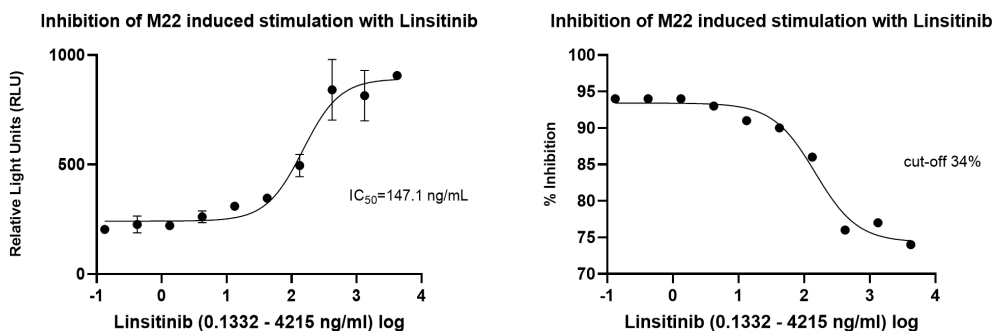 Inhibition of M22 induced stimulation with Linsitinib
Relative Light Units (RLU)
1000
500
0
IC50=147.1 ng/mL
-1 0 1 2 3 4
Linsitinib (0.1332 - 4215 ng/ml) log
Inhibition of M22 induced stimulation with Linsitinib
% Inhibition
100
95
90
85
80
75
70
cut-off 34%
-1 0 1 2 3 4
Linsitinib (0.1332 - 4215 ng/ml) log